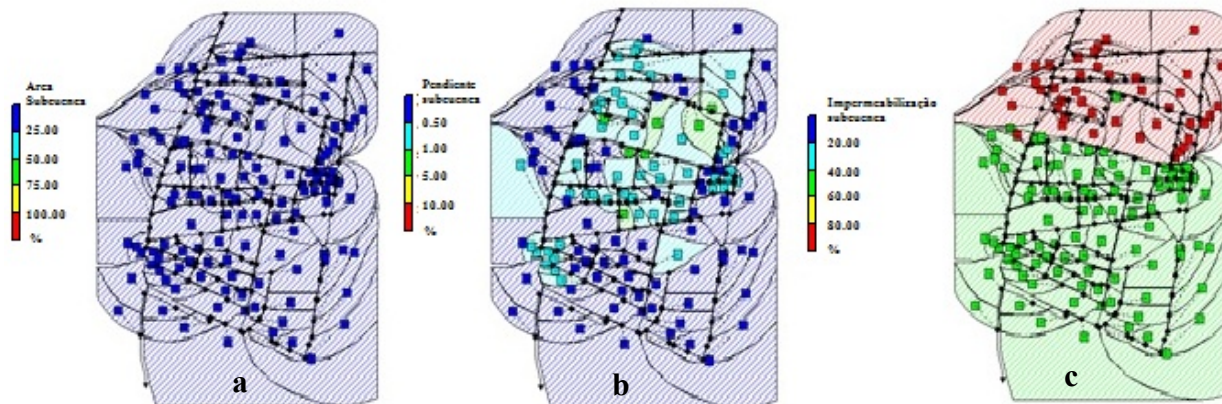 Area
Subcuenca
25.00
50.00
75.00
100.00
%
a
Pendiente
subcuenca
0.50
1.00
5.00
10.00
%
b
Impermeabilização
subcuenca
20.00
40.00
60.00
80.00
%
c